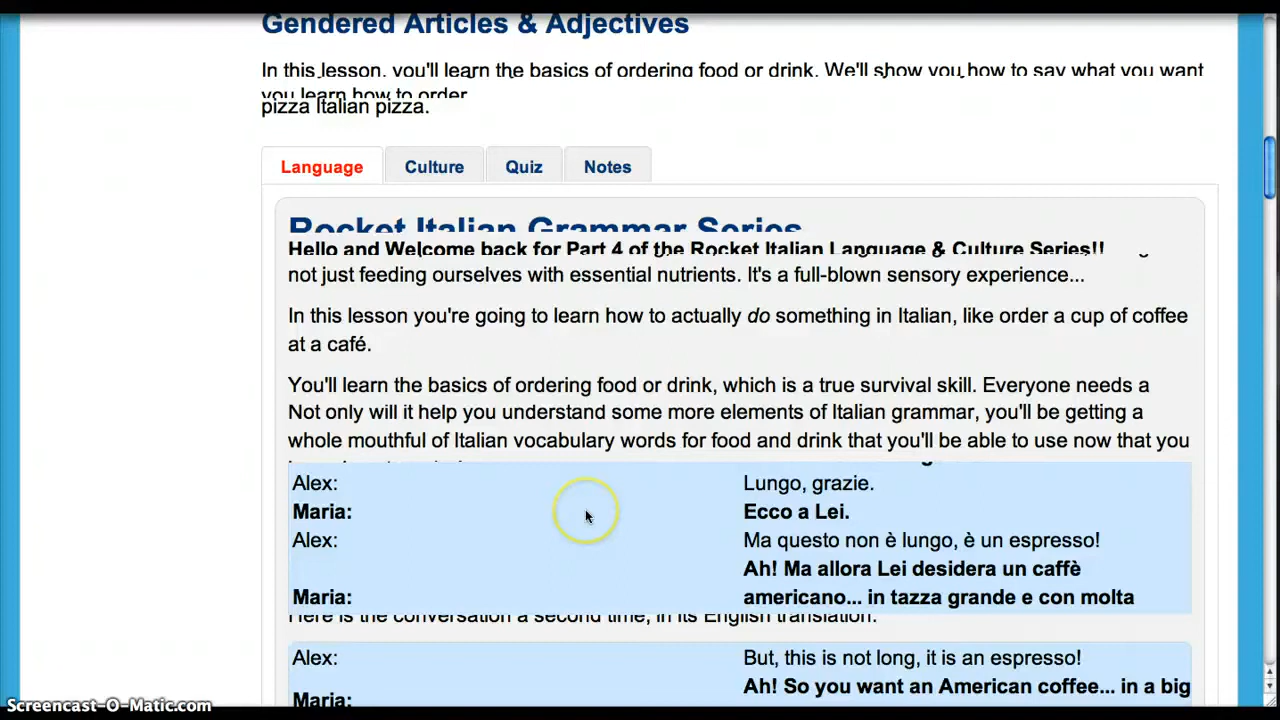 Gendered Articles & Adjectives
In this lesson, you'll learn the basics of ordering food or drink. We'll show you how to say what you want
you learn how to order
pizza Italian pizza.
Language
Culture
Quiz
Notes
Rocket Italian Grammar Series
Hello and Welcome back for Part 4 of the Rocket Italian Language & Culture Series!!
not just feeding ourselves with essential nutrients. It's a full-blown sensory experience...
In this lesson you're going to learn how to actually do something in Italian, like order a cup of coffee
at a café.
You'll learn the basics of ordering food or drink, which is a true survival skill. Everyone needs a
Not only will it help you understand some more elements of Italian grammar, you'll be getting a
whole mouthful of Italian vocabulary words for food and drink that you'll be able to use now that you
Alex: Lungo, grazie.
Maria: Ecco a Lei.
Alex: Ma questo non è lungo, è un espresso!
Ah! Ma allora Lei desidera un caffè
Maria: americano... in tazza grande e con molta
Here is the conversation a second time, in its English translation.
Alex: But, this is not long, it is an espresso!
Ah! So you want an American coffee... in a big
Maria:
Screencast-O-Matic.com